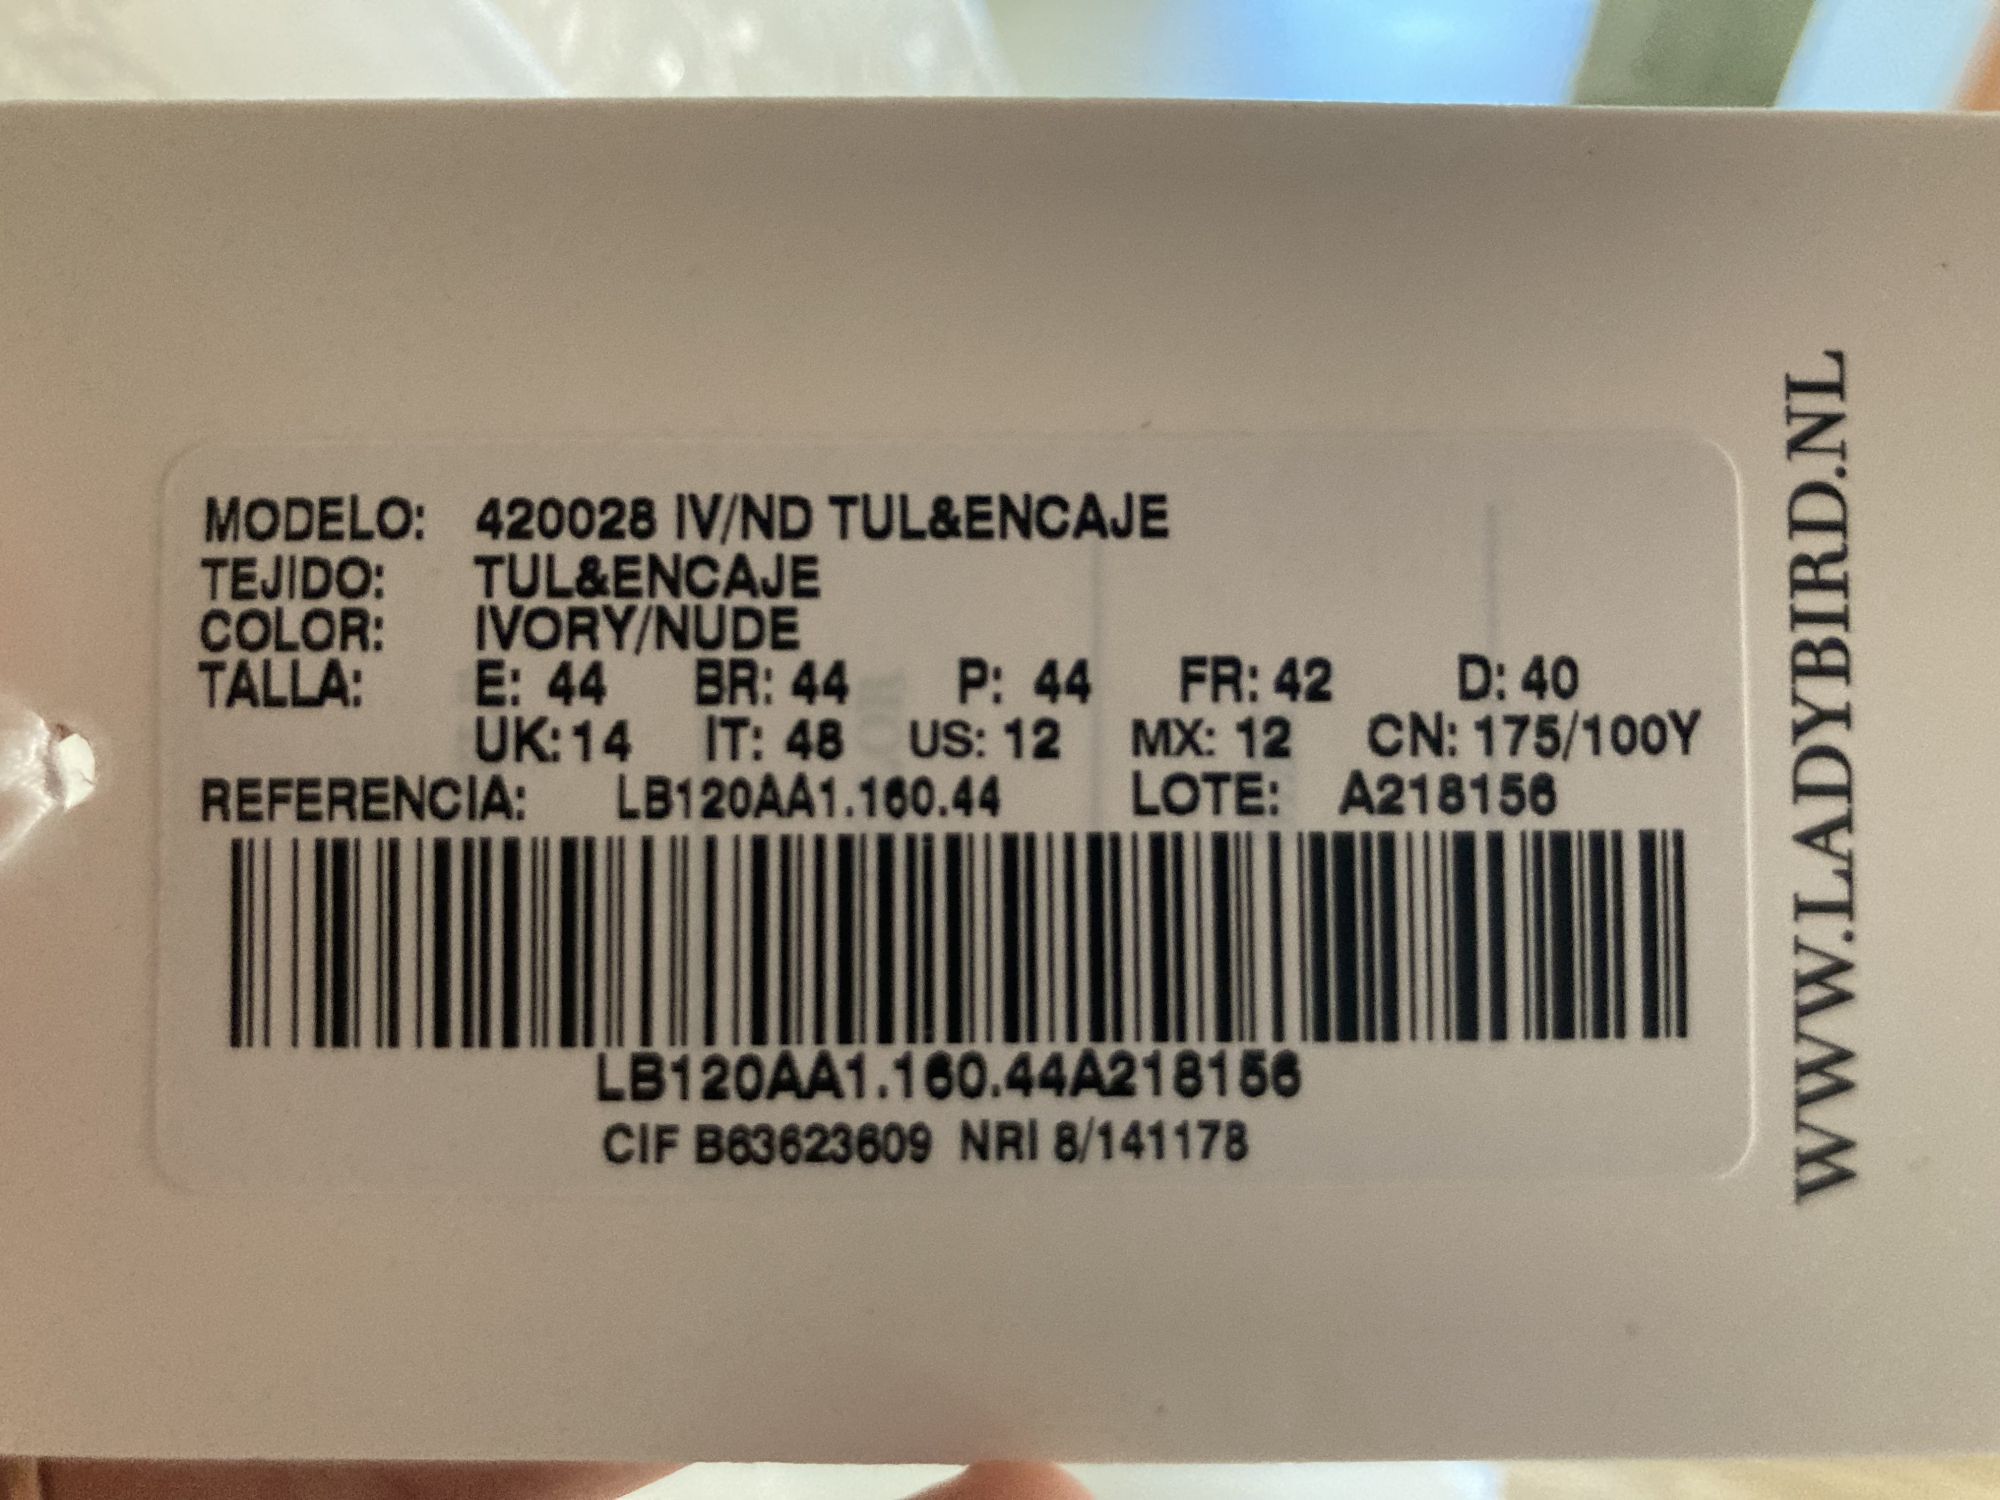 MODELO: 420028 IV/ND TUL&ENCAJE
TEJIDO: TUL&ENCAJE
COLOR: IVORY/NUDE
TALLA: E: 44 BR: 44 P: 44 FR: 42 D: 40
UK:14 IT: 48 US: 12 MX: 12 CN: 175/100Y
REFERENCIA: LB120AA1.160.44 LOTE: A218156
LB120AA1.160.44A218156
CIF B63623609 NRI 8/141178
WWW.LADYBIRD.NL